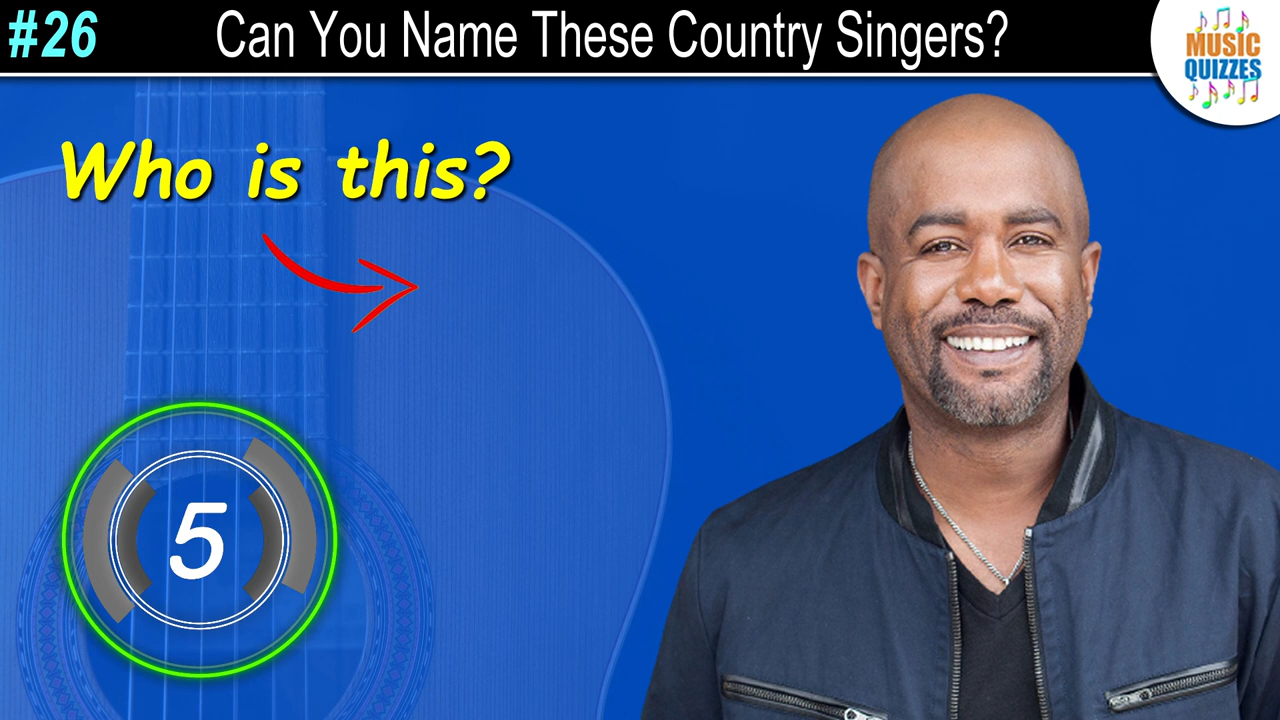 #26
Can You Name These Country Singers?
MUSIC
QUIZZES
Who is this?
5